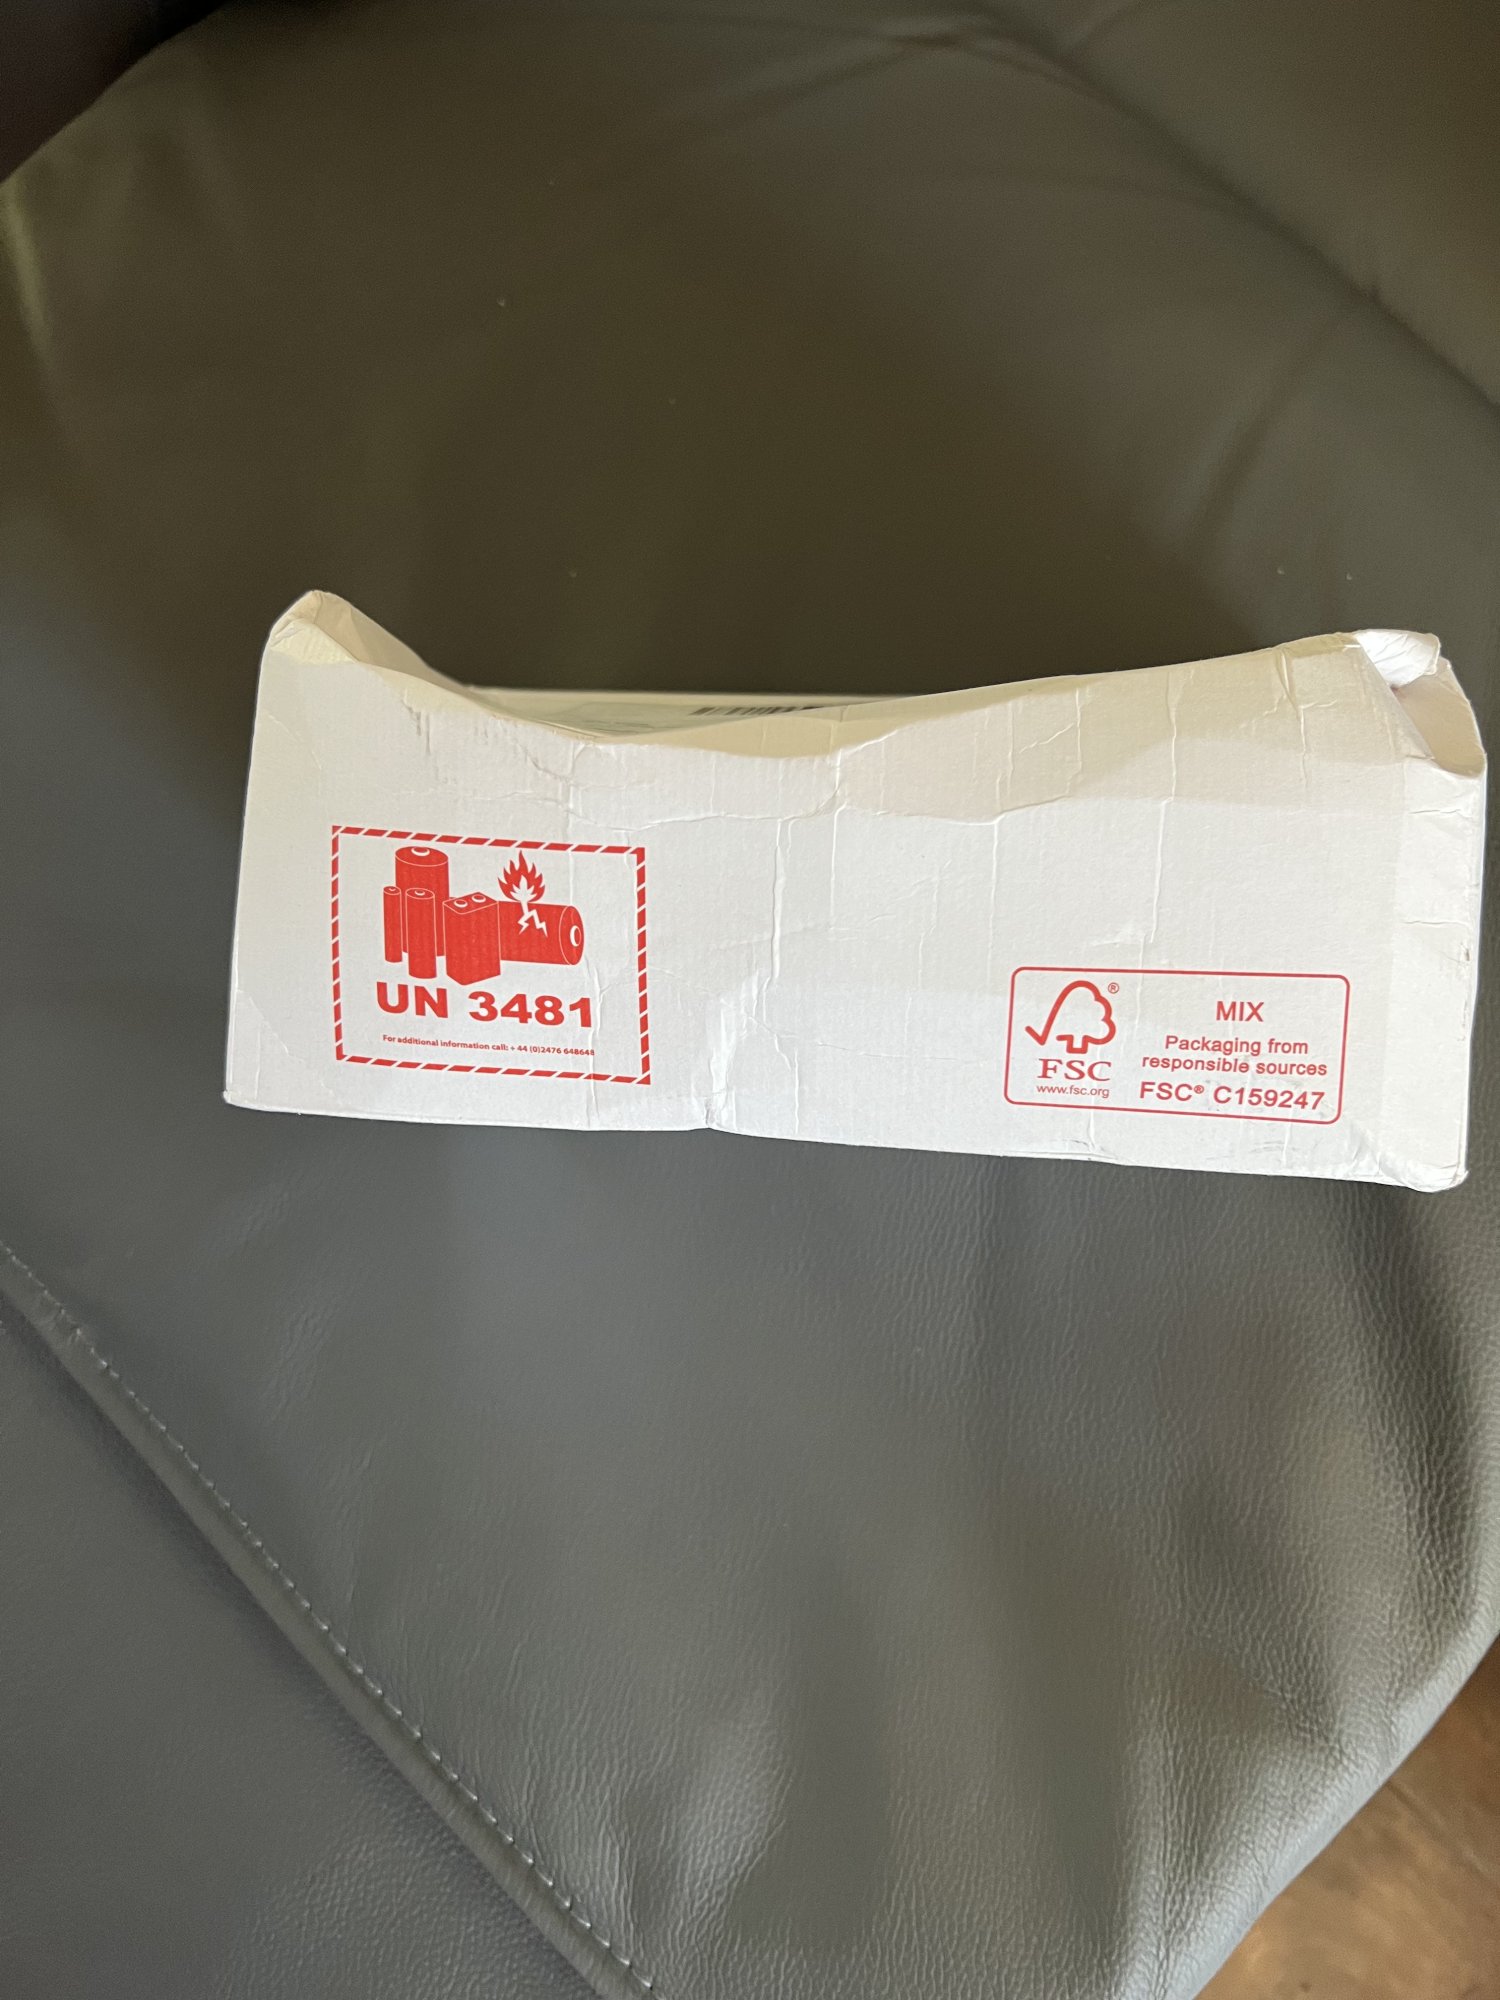 UN 3481
For additional information call: + 44 (0)2476 648648
®
FSC
www.fsc.org
MIX
Packaging from
responsible sources
FSC® C159247